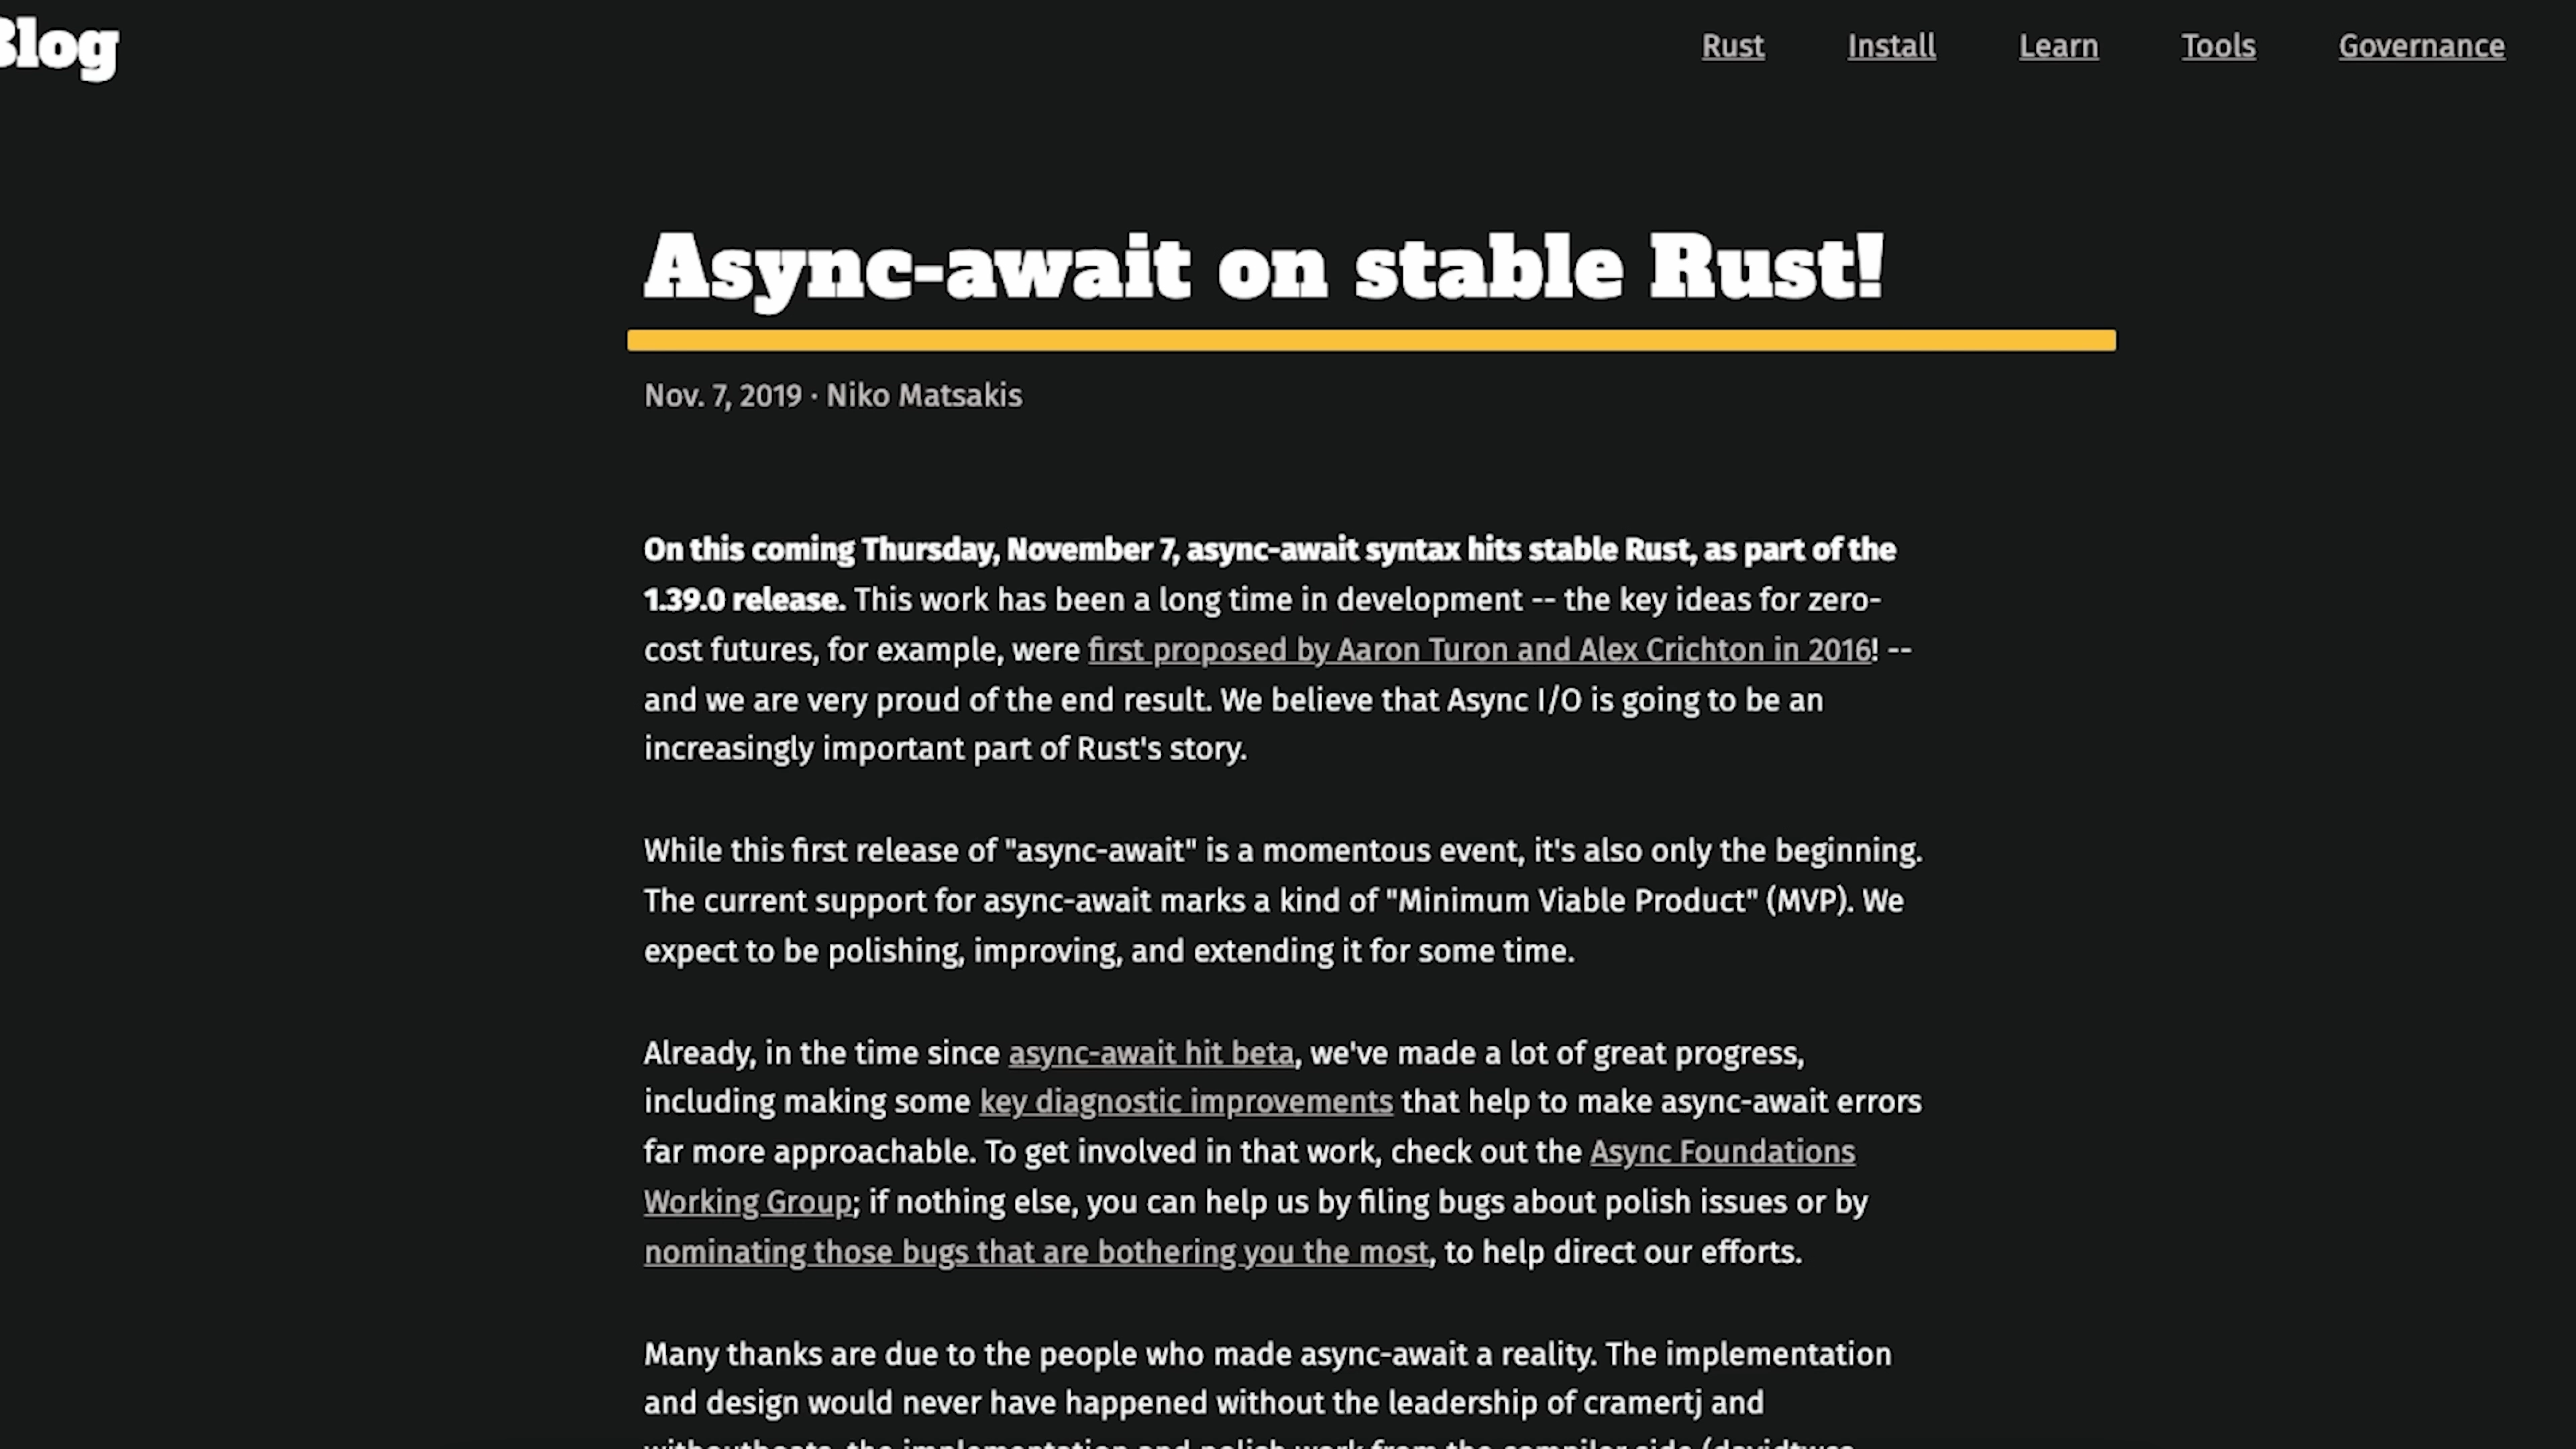 Blog
Rust Install Learn Tools Governance
Async-await on stable Rust!
Nov. 7, 2019 · Niko Matsakis
On this coming Thursday, November 7, async-await syntax hits stable Rust, as part of the
1.39.0 release. This work has been a long time in development -- the key ideas for zero-
cost futures, for example, were first proposed by Aaron Turon and Alex Crichton in 2016! --
and we are very proud of the end result. We believe that Async I/O is going to be an
increasingly important part of Rust's story.
While this first release of "async-await" is a momentous event, it's also only the beginning.
The current support for async-await marks a kind of "Minimum Viable Product" (MVP). We
expect to be polishing, improving, and extending it for some time.
Already, in the time since async-await hit beta, we've made a lot of great progress,
including making some key diagnostic improvements that help to make async-await errors
far more approachable. To get involved in that work, check out the Async Foundations
Working Group; if nothing else, you can help us by filing bugs about polish issues or by
nominating those bugs that are bothering you the most, to help direct our efforts.
Many thanks are due to the people who made async-await a reality. The implementation
and design would never have happened without the leadership of cramertj and